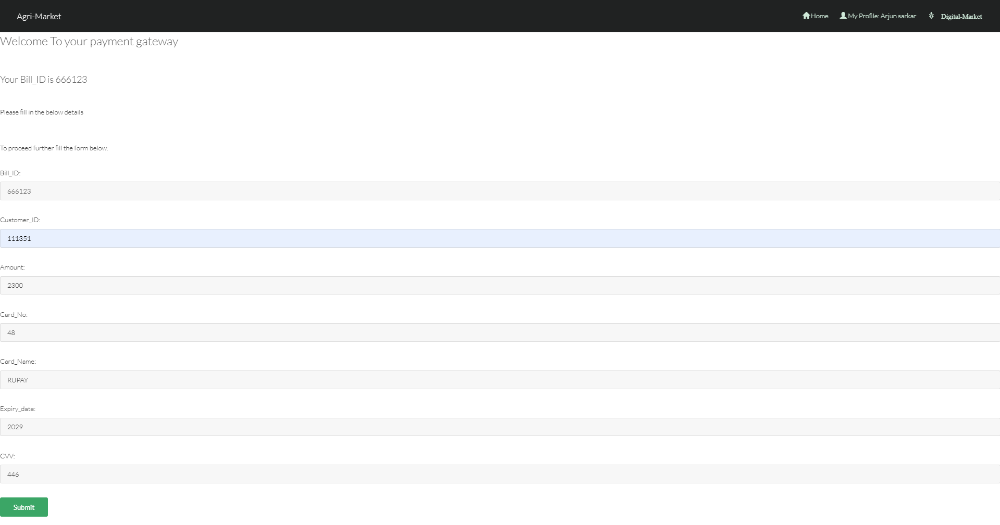 Agri-Market
Home
My Profile: Arjun sarkar
Digital-Market
Welcome To your payment gateway
Your Bill_ID is 666123
Please fill in the below details
To proceed further fill the form below.
Bill_ID:
666123
Customer_ID:
111351
Amount:
2300
Card_No:
48
Card_Name:
RUPAY
Expiry_date:
2029
CVV:
446
Submit